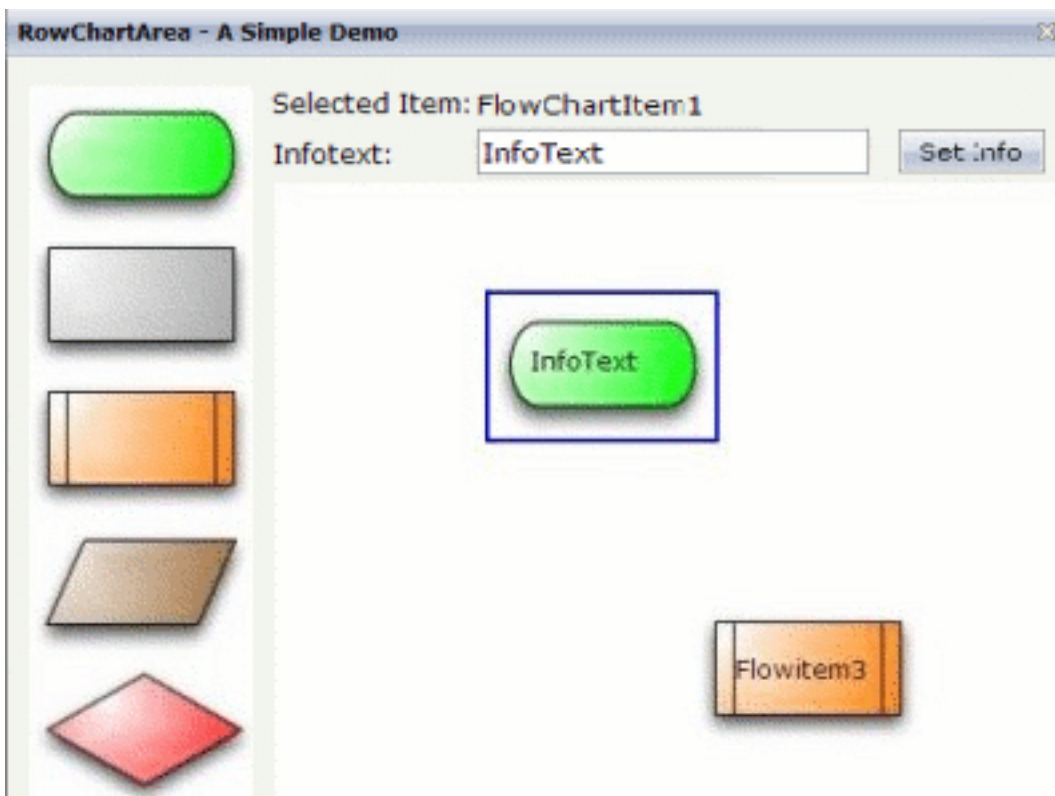 RowChartArea - A Simple Demo
Selected Item: FlowChartItem1
Infotext: InfoText Set Info
InfoText
Flowitem3